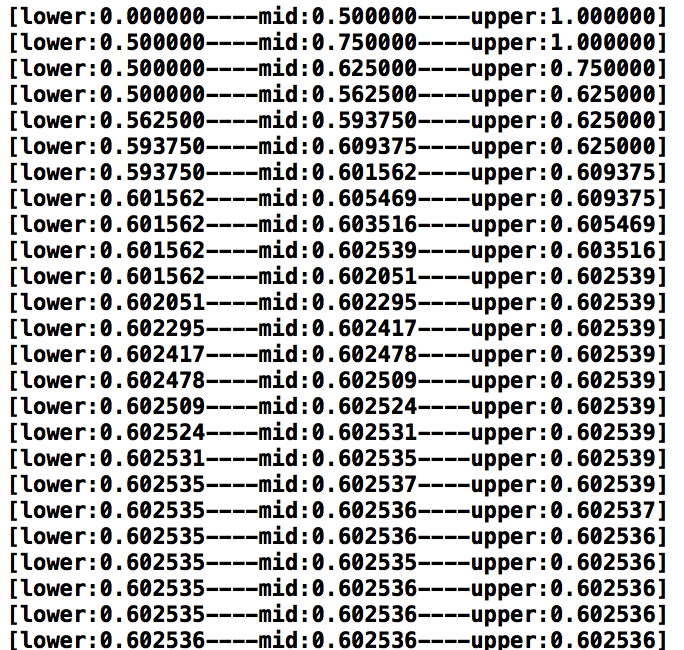 [lower:0.000000----mid:0.500000----upper:1.000000]
[lower:0.500000----mid:0.750000----upper:1.000000]
[lower:0.500000----mid:0.625000----upper:0.750000]
[lower:0.500000----mid:0.562500----upper:0.625000]
[lower:0.562500----mid:0.593750----upper:0.625000]
[lower:0.593750----mid:0.609375----upper:0.625000]
[lower:0.593750----mid:0.601562----upper:0.609375]
[lower:0.601562----mid:0.605469----upper:0.609375]
[lower:0.601562----mid:0.603516----upper:0.605469]
[lower:0.601562----mid:0.602539----upper:0.603516]
[lower:0.601562----mid:0.602051----upper:0.602539]
[lower:0.602051----mid:0.602295----upper:0.602539]
[lower:0.602295----mid:0.602417----upper:0.602539]
[lower:0.602417----mid:0.602478----upper:0.602539]
[lower:0.602478----mid:0.602509----upper:0.602539]
[lower:0.602509----mid:0.602524----upper:0.602539]
[lower:0.602524----mid:0.602531----upper:0.602539]
[lower:0.602531----mid:0.602535----upper:0.602539]
[lower:0.602535----mid:0.602537----upper:0.602539]
[lower:0.602535----mid:0.602536----upper:0.602537]
[lower:0.602535----mid:0.602536----upper:0.602536]
[lower:0.602535----mid:0.602535----upper:0.602536]
[lower:0.602535----mid:0.602536----upper:0.602536]
[lower:0.602535----mid:0.602536----upper:0.602536]
[lower:0.602536----mid:0.602536----upper:0.602536]